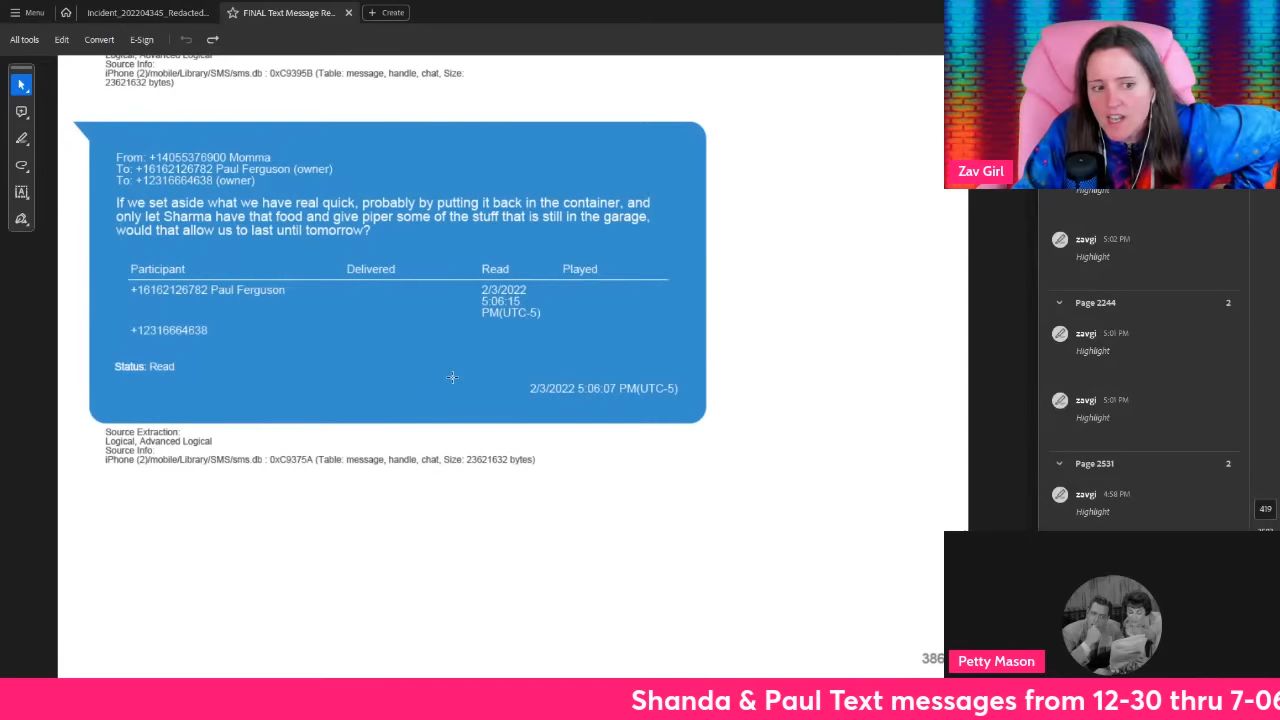 Menu
Incident_202204345_Redacted...
FINAL Text Message Re...
Create
All tools
Edit
Convert
E-Sign
Logical, Advanced Logical
Source Info:
iPhone (2)/mobile/Library/SMS/sms.db : 0xC9395B (Table: message, handle, chat, Size:
23621632 bytes)
From: +14055376900 Momma
To: +16162126782 Paul Ferguson (owner)
To: +12316664638 (owner)
If we set aside what we have real quick, probably by putting it back in the container, and
only let Sharma have that food and give piper some of the stuff that is still in the garage,
would that allow us to last until tomorrow?
Participant Delivered Read Played
+16162126782 Paul Ferguson 2/3/2022
5:06:15
PM(UTC-5)
+12316664638
Status: Read
2/3/2022 5:06:07 PM(UTC-5)
Source Extraction:
Logical, Advanced Logical
Source Info:
iPhone (2)/mobile/Library/SMS/sms.db : 0xC9375A (Table: message, handle, chat, Size: 23621632 bytes)
386
Zav Girl
Highlight
zavgi 5:02 PM
Highlight
Page 2244 2
zavgi 5:01 PM
Highlight
zavgi 5:01 PM
Highlight
Page 2531 2
zavgi 4:58 PM
Highlight
419
Petty Mason
Shanda & Paul Text messages from 12-30 thru 7-06